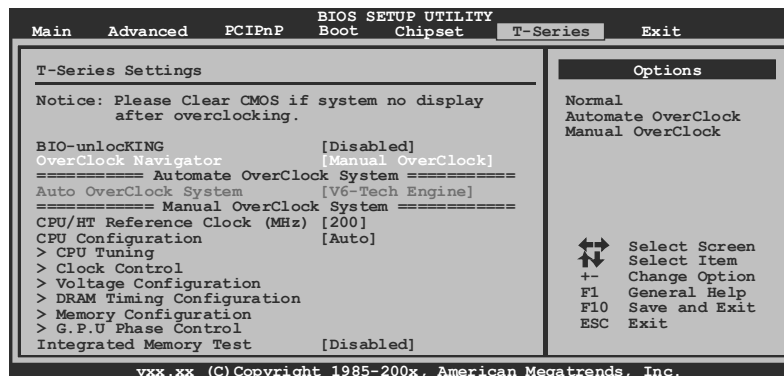 BIOS SETUP UTILITY
Main Advanced PCIPnP Boot Chipset T-Series Exit
T-Series Settings
Notice: Please Clear CMOS if system no display
after overclocking.
BIO-unlocKING [Disabled]
OverClock Navigator [Manual OverClock]
=========== Automate OverClock System ===========
Auto OverClock System [V6-Tech Engine]
============ Manual OverClock System ============
CPU/HT Reference Clock (MHz) [200]
CPU Configuration [Auto]
> CPU Tuning
> Clock Control
> Voltage Configuration
> DRAM Timing Configuration
> Memory Configuration
> G.P.U Phase Control
Integrated Memory Test [Disabled]
Options
Normal
Automate OverClock
Manual OverClock
Select Screen
Select Item
+- Change Option
F1 General Help
F10 Save and Exit
ESC Exit
vxx.xx (C)Copyright 1985-200x, American Megatrends, Inc.